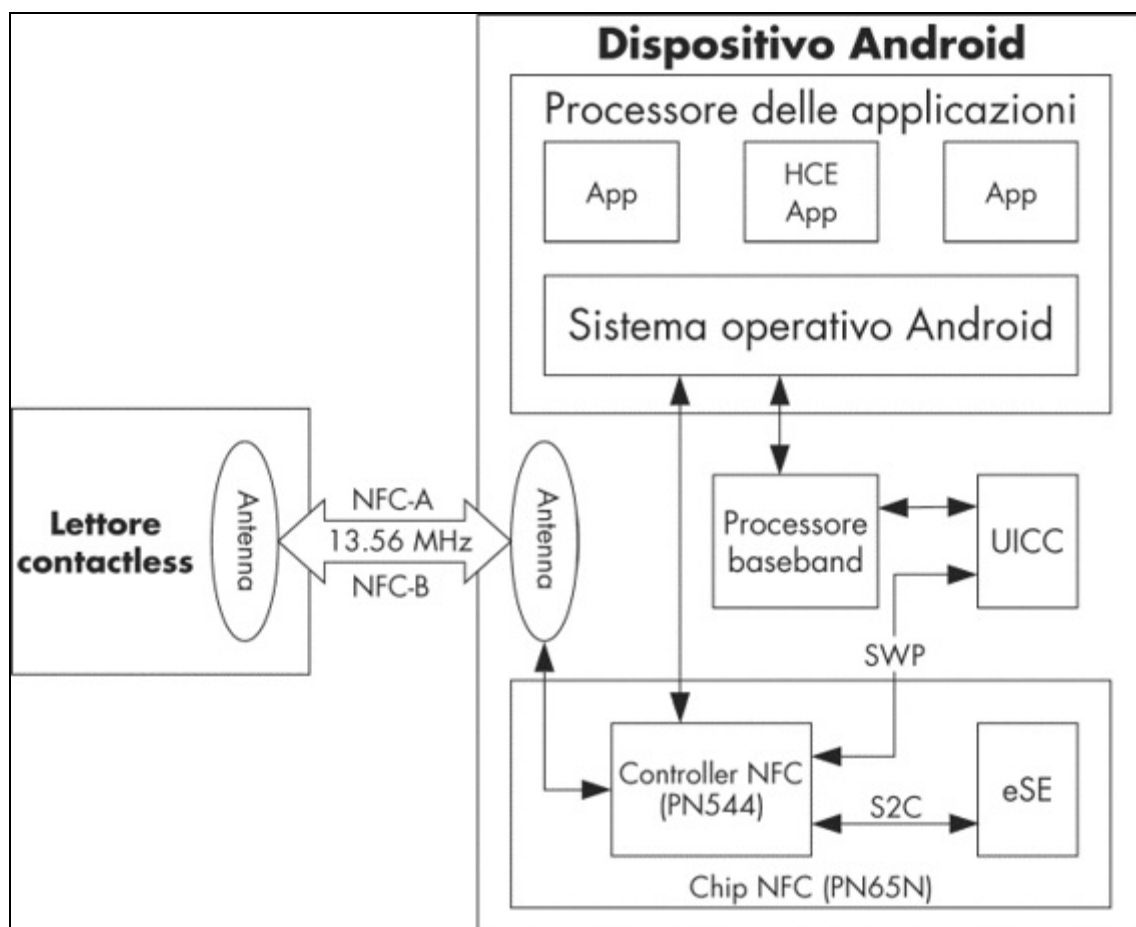 Dispositivo Android
Processore delle applicazioni
App
HCE
App
App
Sistema operativo Android
Lettore
contactless
Antenna
NFC-A
13.56 MHz
NFC-B
Antenna
Processore
baseband
UICC
SWP
Controller NFC
(PN544)
S2C
eSE
Chip NFC (PN65N)